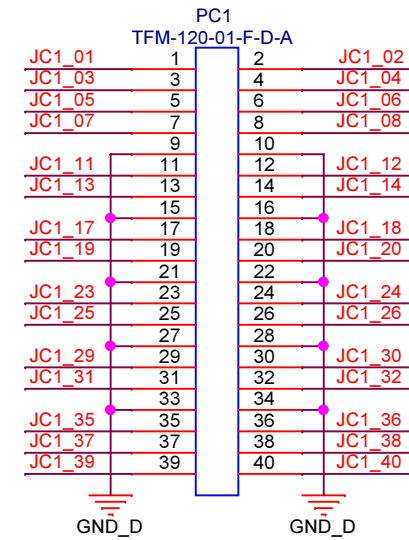 PC1
TFM-120-01-F-D-A
JC1_01 1 2 JC1_02
JC1_03 3 4 JC1_04
JC1_05 5 6 JC1_06
JC1_07 7 8 JC1_08
9 10
JC1_11 11 12 JC1_12
JC1_13 13 14 JC1_14
15 16
JC1_17 17 18 JC1_18
JC1_19 19 20 JC1_20
21 22
JC1_23 23 24 JC1_24
JC1_25 25 26 JC1_26
27 28
JC1_29 29 30 JC1_30
JC1_31 31 32 JC1_32
33 34
JC1_35 35 36 JC1_36
JC1_37 37 38 JC1_38
JC1_39 39 40 JC1_40
GND_D GND_D